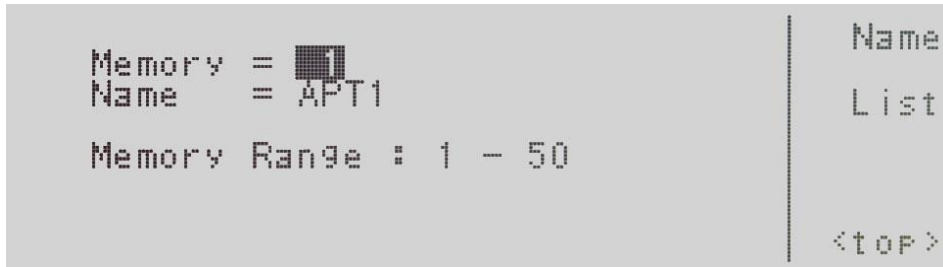 Memory = 1
Name = APT1
Memory Range : 1 - 50
Name
List
<top>